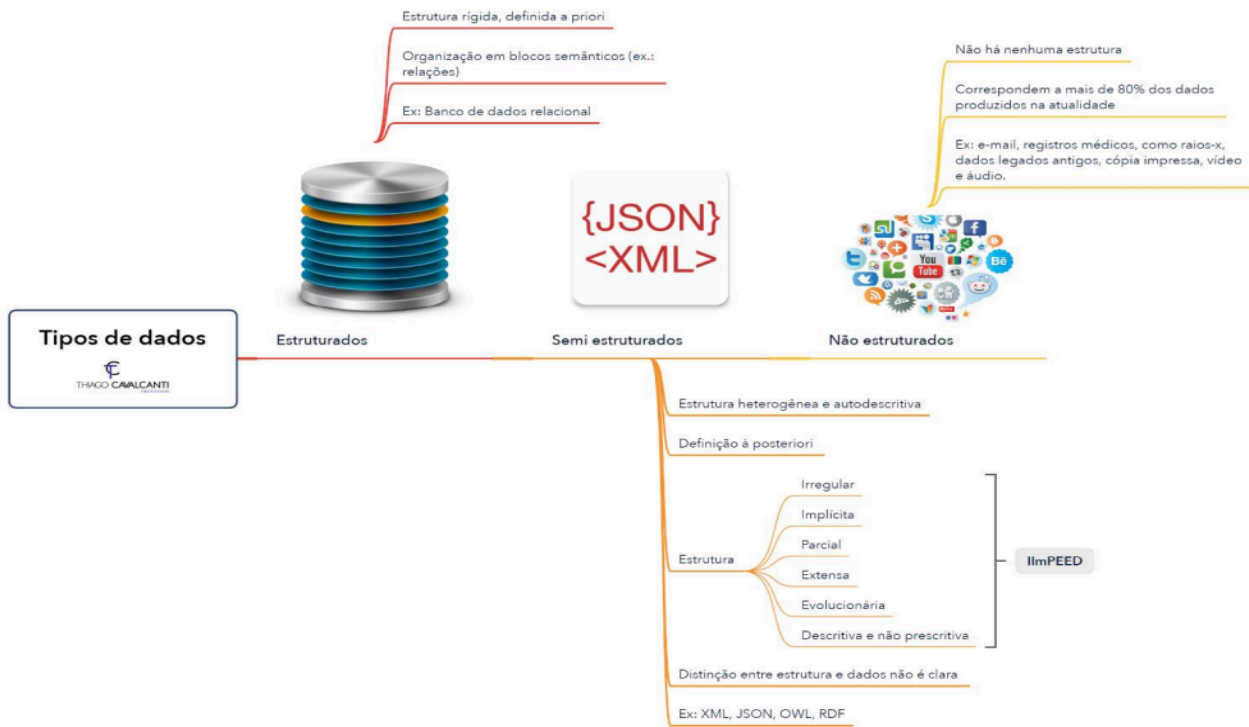 Estrutura rígida, definida a priori
Organização em blocos semânticos (ex.:
relações)
Ex: Banco de dados relacional
Não há nenhuma estrutura
Correspondem a mais de 80% dos dados
produzidos na atualidade
Ex: e-mail, registros médicos, como raios-x,
dados legados antigos, cópia impressa, vídeo
e áudio.
{JSON}
<XML>
You
Tube
Bē
Tipos de dados
THIAGO CAVALCANTI
Estruturados
Semi estruturados
Não estruturados
Estrutura heterogênea e autodescritiva
Definição à posteriori
Estrutura
Irregular
Implícita
Parcial
Extensa
Evolucionária
Descritiva e não prescritiva
IImPEED
Distinção entre estrutura e dados não é clara
Ex: XML, JSON, OWL, RDF